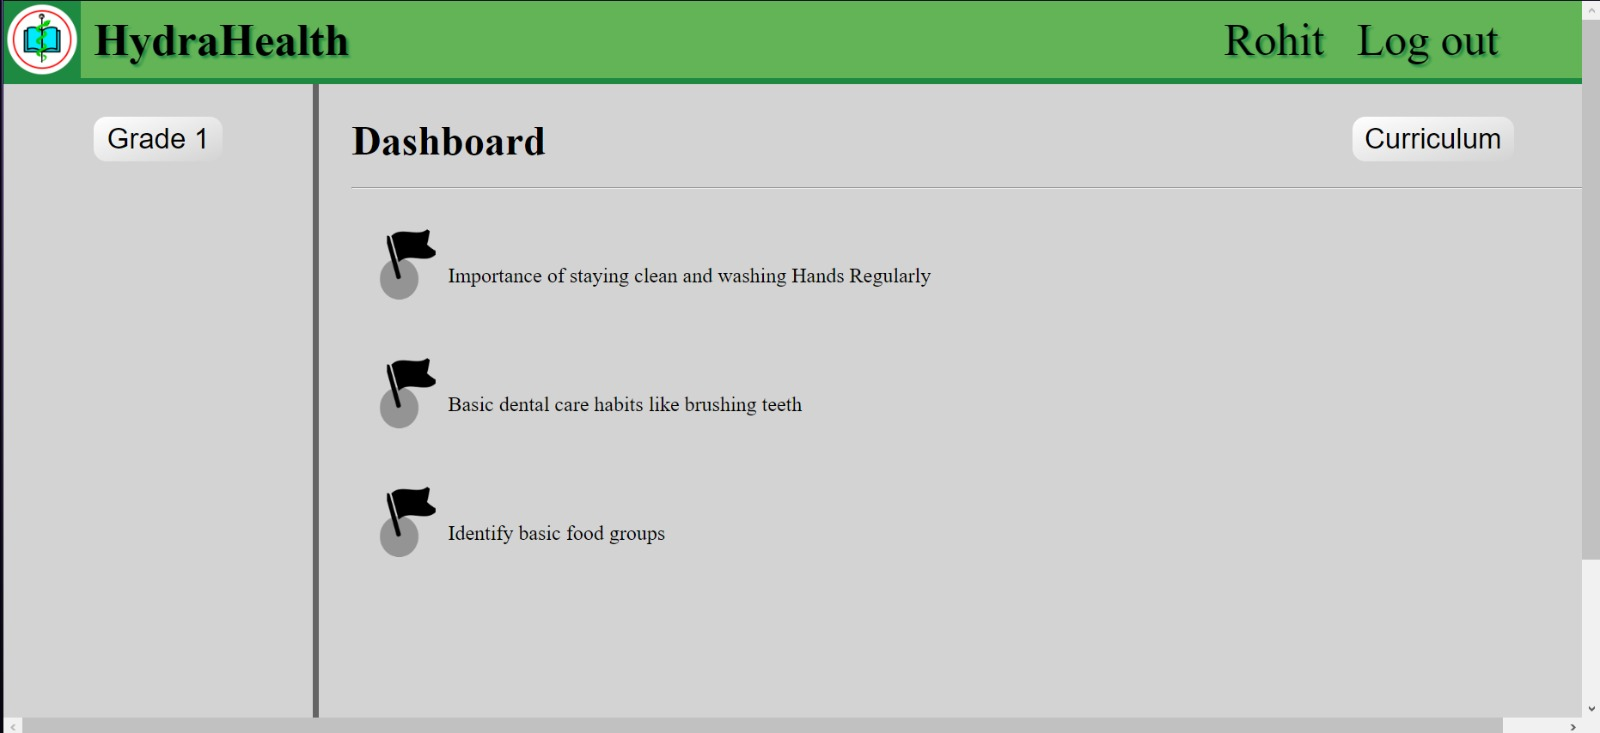 HydraHealth
Rohit Log out
Grade 1
Dashboard
Curriculum
Importance of staying clean and washing Hands Regularly
Basic dental care habits like brushing teeth
Identify basic food groups